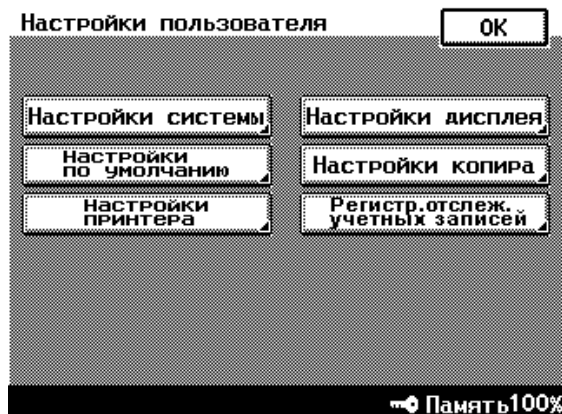 Настройки пользователя
OK
Настройки системы
Настройки дисплея
Настройки
по умолчанию
Настройки копира
Настройки
принтера
Регистр.отслеж.
учетных записей
Память100%